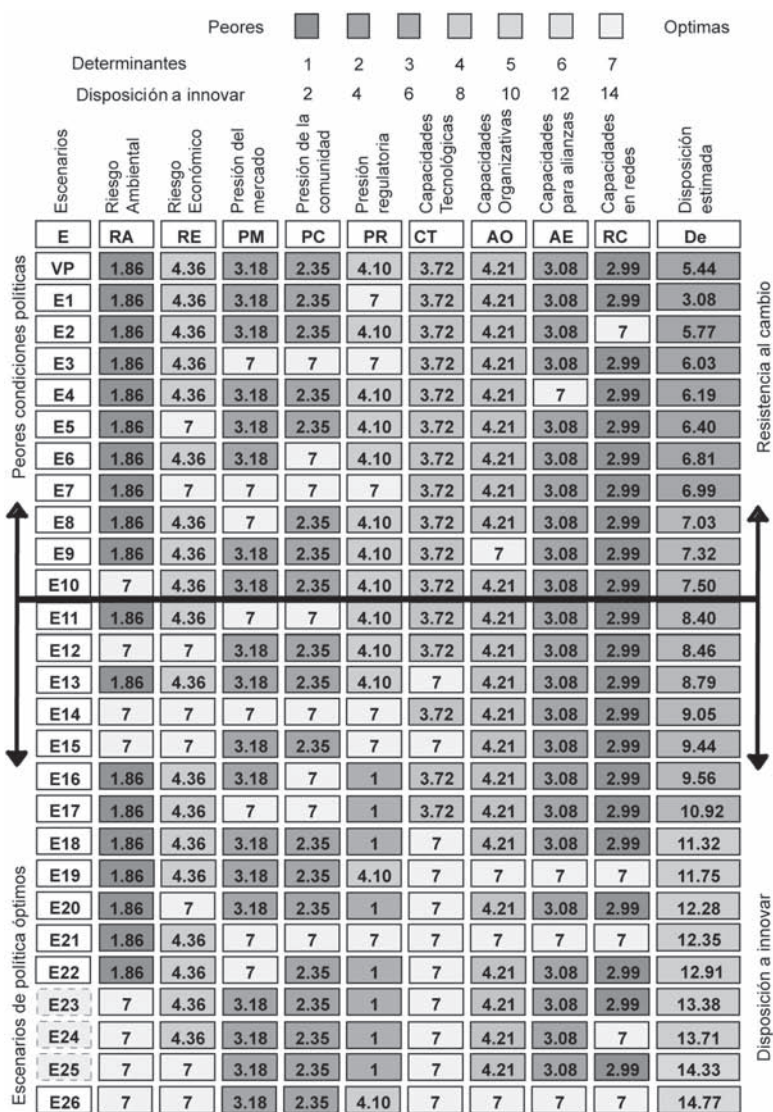 Peores Optimas
Determinantes 1 2 3 4 5 6 7
Disposición a innovar 2 4 6 8 10 12 14
Escenarios
Riesgo Ambiental
Riesgo Económico
Presión del mercado
Presión de la comunidad
Presión regulatoria
Capacidades Tecnológicas
Capacidades Organizativas
Capacidades para alianzas
Capacidades en redes
Disposición estimada
E RA RE PM PC PR CT AO AE RC De
VP 1.86 4.36 3.18 2.35 4.10 3.72 4.21 3.08 2.99 5.44
E1 1.86 4.36 3.18 2.35 7 3.72 4.21 3.08 2.99 3.08
E2 1.86 4.36 3.18 2.35 4.10 3.72 4.21 3.08 7 5.77
E3 1.86 4.36 7 7 7 3.72 4.21 3.08 2.99 6.03
E4 1.86 4.36 3.18 2.35 4.10 3.72 4.21 7 2.99 6.19
E5 1.86 7 3.18 2.35 4.10 3.72 4.21 3.08 2.99 6.40
E6 1.86 4.36 3.18 7 4.10 3.72 4.21 3.08 2.99 6.81
E7 1.86 7 7 7 7 3.72 4.21 3.08 2.99 6.99
E8 1.86 4.36 7 2.35 4.10 3.72 4.21 3.08 2.99 7.03
E9 1.86 4.36 3.18 2.35 4.10 3.72 7 3.08 2.99 7.32
E10 7 4.36 3.18 2.35 4.10 3.72 4.21 3.08 2.99 7.50
E11 1.86 4.36 7 7 4.10 3.72 4.21 3.08 2.99 8.40
E12 7 7 3.18 2.35 4.10 3.72 4.21 3.08 2.99 8.46
E13 1.86 4.36 3.18 2.35 4.10 7 4.21 3.08 2.99 8.79
E14 7 7 7 7 7 3.72 4.21 3.08 2.99 9.05
E15 7 7 3.18 2.35 7 7 4.21 3.08 2.99 9.44
E16 1.86 4.36 3.18 7 1 3.72 4.21 3.08 2.99 9.56
E17 1.86 4.36 7 7 1 3.72 4.21 3.08 2.99 10.92
E18 1.86 4.36 3.18 2.35 1 7 4.21 3.08 2.99 11.32
E19 1.86 4.36 3.18 2.35 4.10 7 7 7 7 11.75
E20 1.86 7 3.18 2.35 1 7 4.21 3.08 2.99 12.28
E21 1.86 4.36 7 7 7 7 7 7 7 12.35
E22 1.86 4.36 7 2.35 1 7 4.21 3.08 2.99 12.91
E23 7 4.36 3.18 2.35 1 7 4.21 3.08 2.99 13.38
E24 7 4.36 3.18 2.35 1 7 4.21 3.08 7 13.71
E25 7 7 3.18 2.35 1 7 4.21 3.08 2.99 14.33
E26 7 7 3.18 2.35 4.10 7 7 7 7 14.77
Peores condiciones políticas
Escenarios de política óptimos
Resistencia al cambio
Disposición a innovar